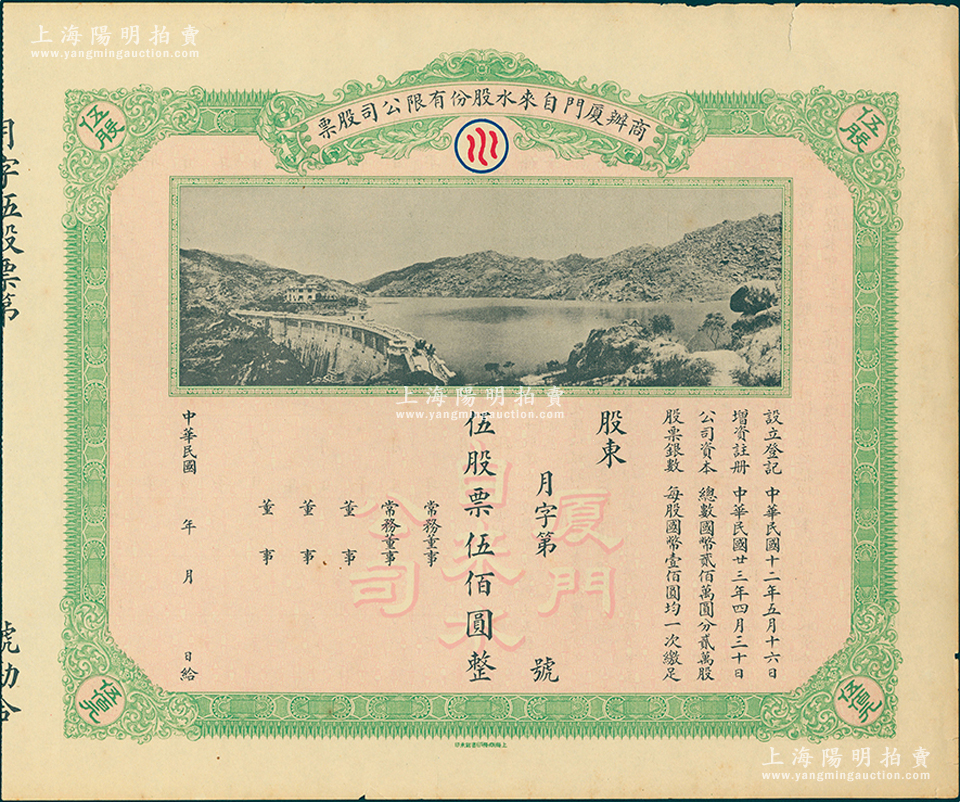 上海陽明拍賣
www.yangmingauction.com
商辦厦門自來水股份有限公司股票
伍股
伍股
設立登記 中華民國十二年五月十六日
增資註册 中華民國廿三年四月三十日
公司資本 總數國幣貳佰萬圓分貳萬股
股票銀數 每股國幣壹佰圓均一次繳足
股東
月字第 號
伍股票伍佰圓整
常務董事
常務董事
董事
董事
董事
中華民國 年 月 日給
厦門
自來水
公司
上海陽明拍賣
www.yangmingauction.com
月字伍股票第
上海陽明拍賣
www.yangmingauction.com